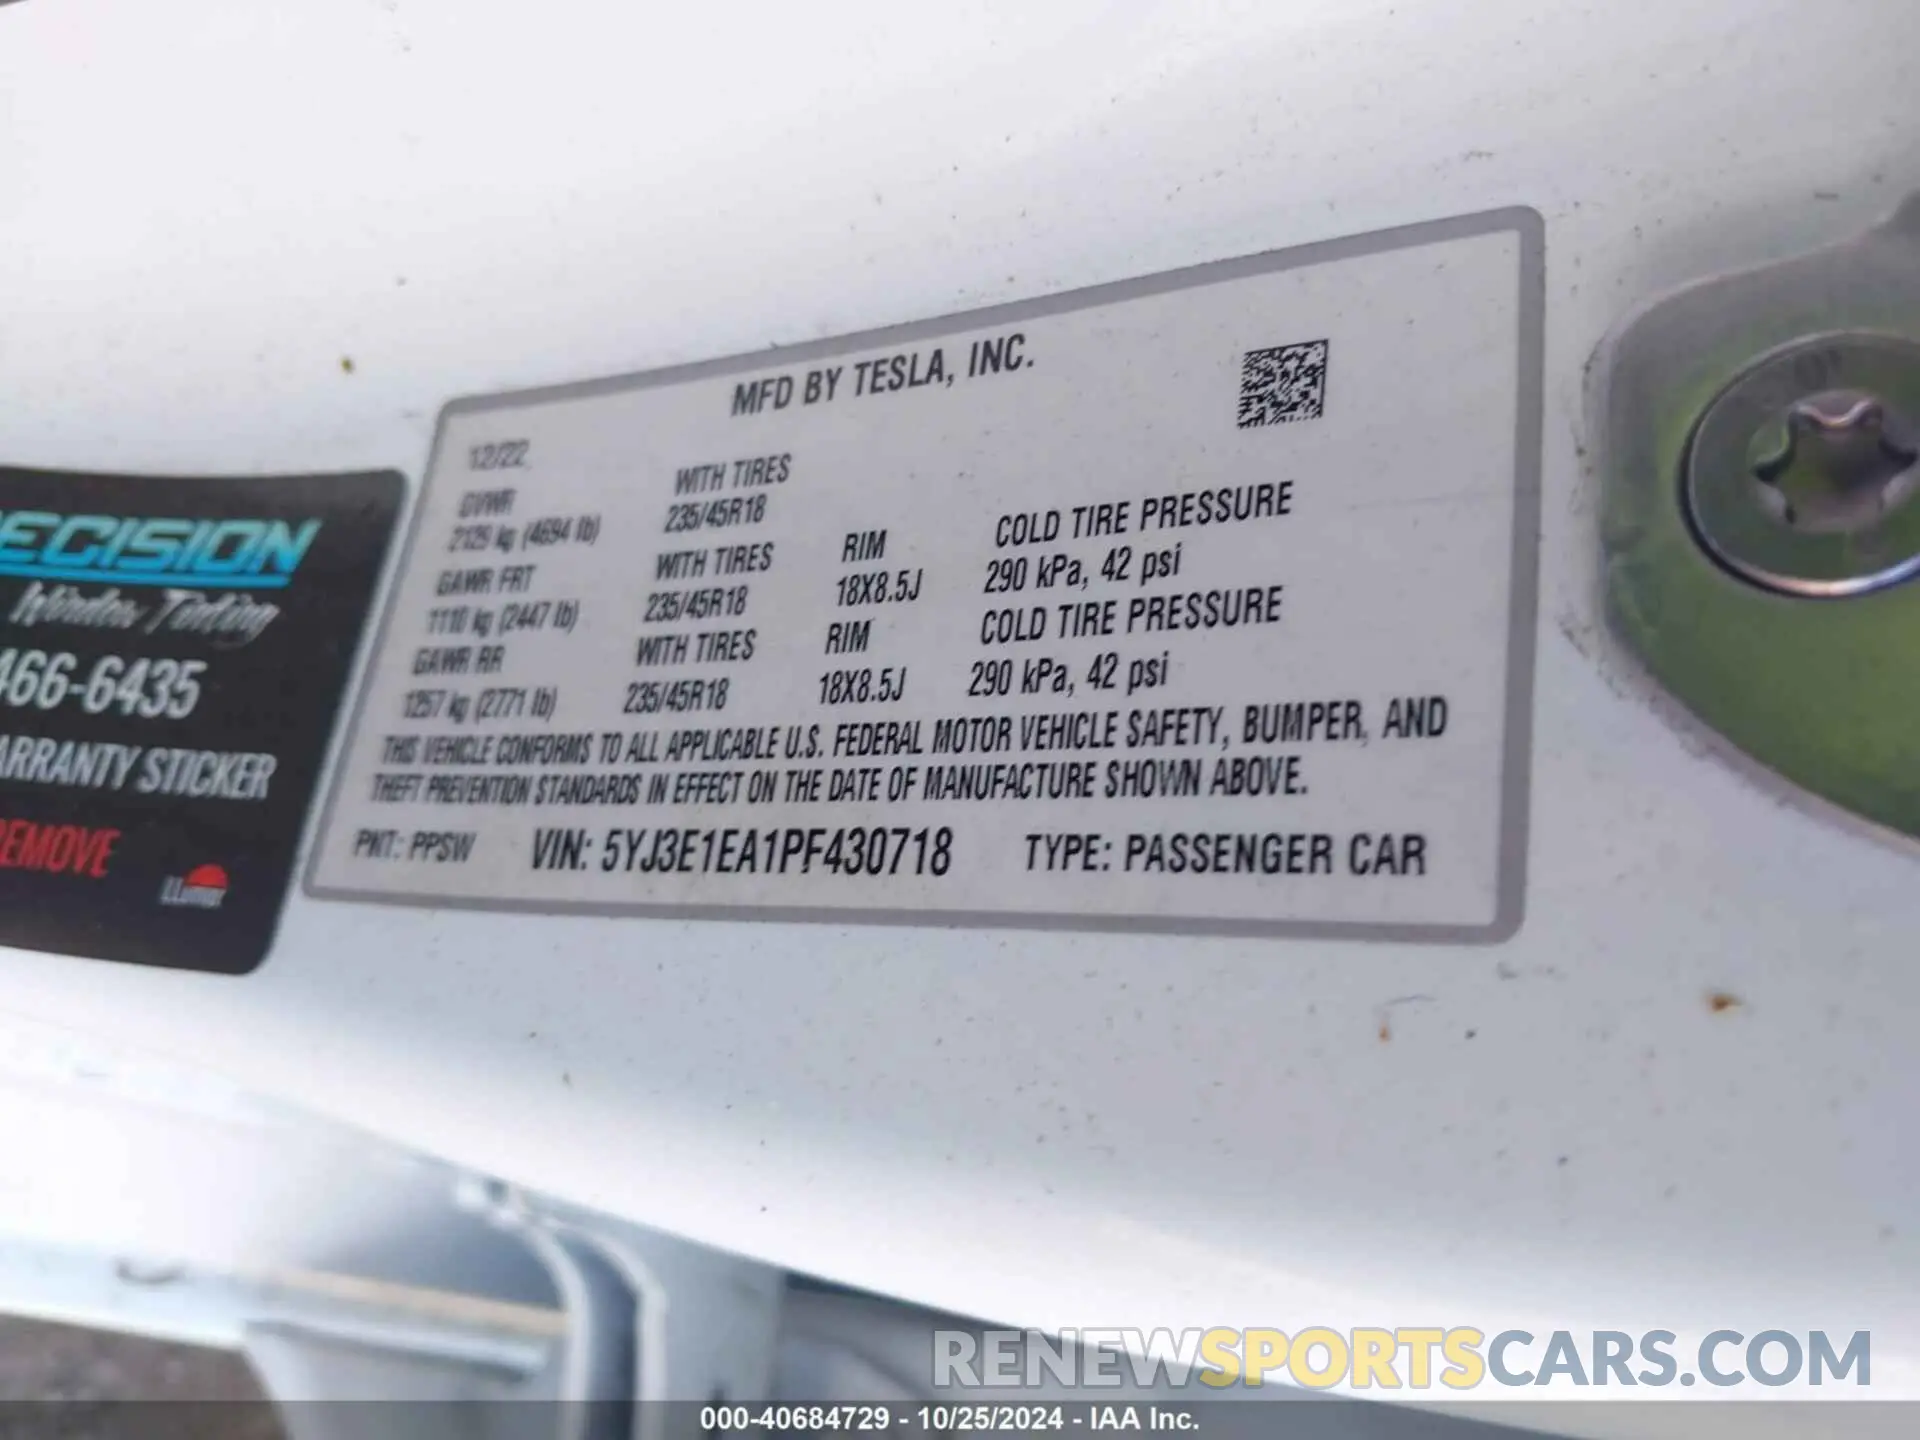 MFD BY TESLA, INC.
12/22
GVWR WITH TIRES
2129 kg (4694 lb) 235/45R18
GAWR FRT WITH TIRES RIM COLD TIRE PRESSURE
1110 kg (2447 lb) 235/45R18 18X8.5J 290 kPa, 42 psi
GAWR RR WITH TIRES RIM COLD TIRE PRESSURE
1257 kg (2771 lb) 235/45R18 18X8.5J 290 kPa, 42 psi
THIS VEHICLE CONFORMS TO ALL APPLICABLE U.S. FEDERAL MOTOR VEHICLE SAFETY, BUMPER, AND
THEFT PREVENTION STANDARDS IN EFFECT ON THE DATE OF MANUFACTURE SHOWN ABOVE.
PNT: PPSW VIN: 5YJ3E1EA1PF430718 TYPE: PASSENGER CAR
ECISION
Window Tinting
466-6435
ARRANTY STICKER
EMOVE
LLumar
RENEWSPORTSCARS.COM
000-40684729 - 10/25/2024 - IAA Inc.